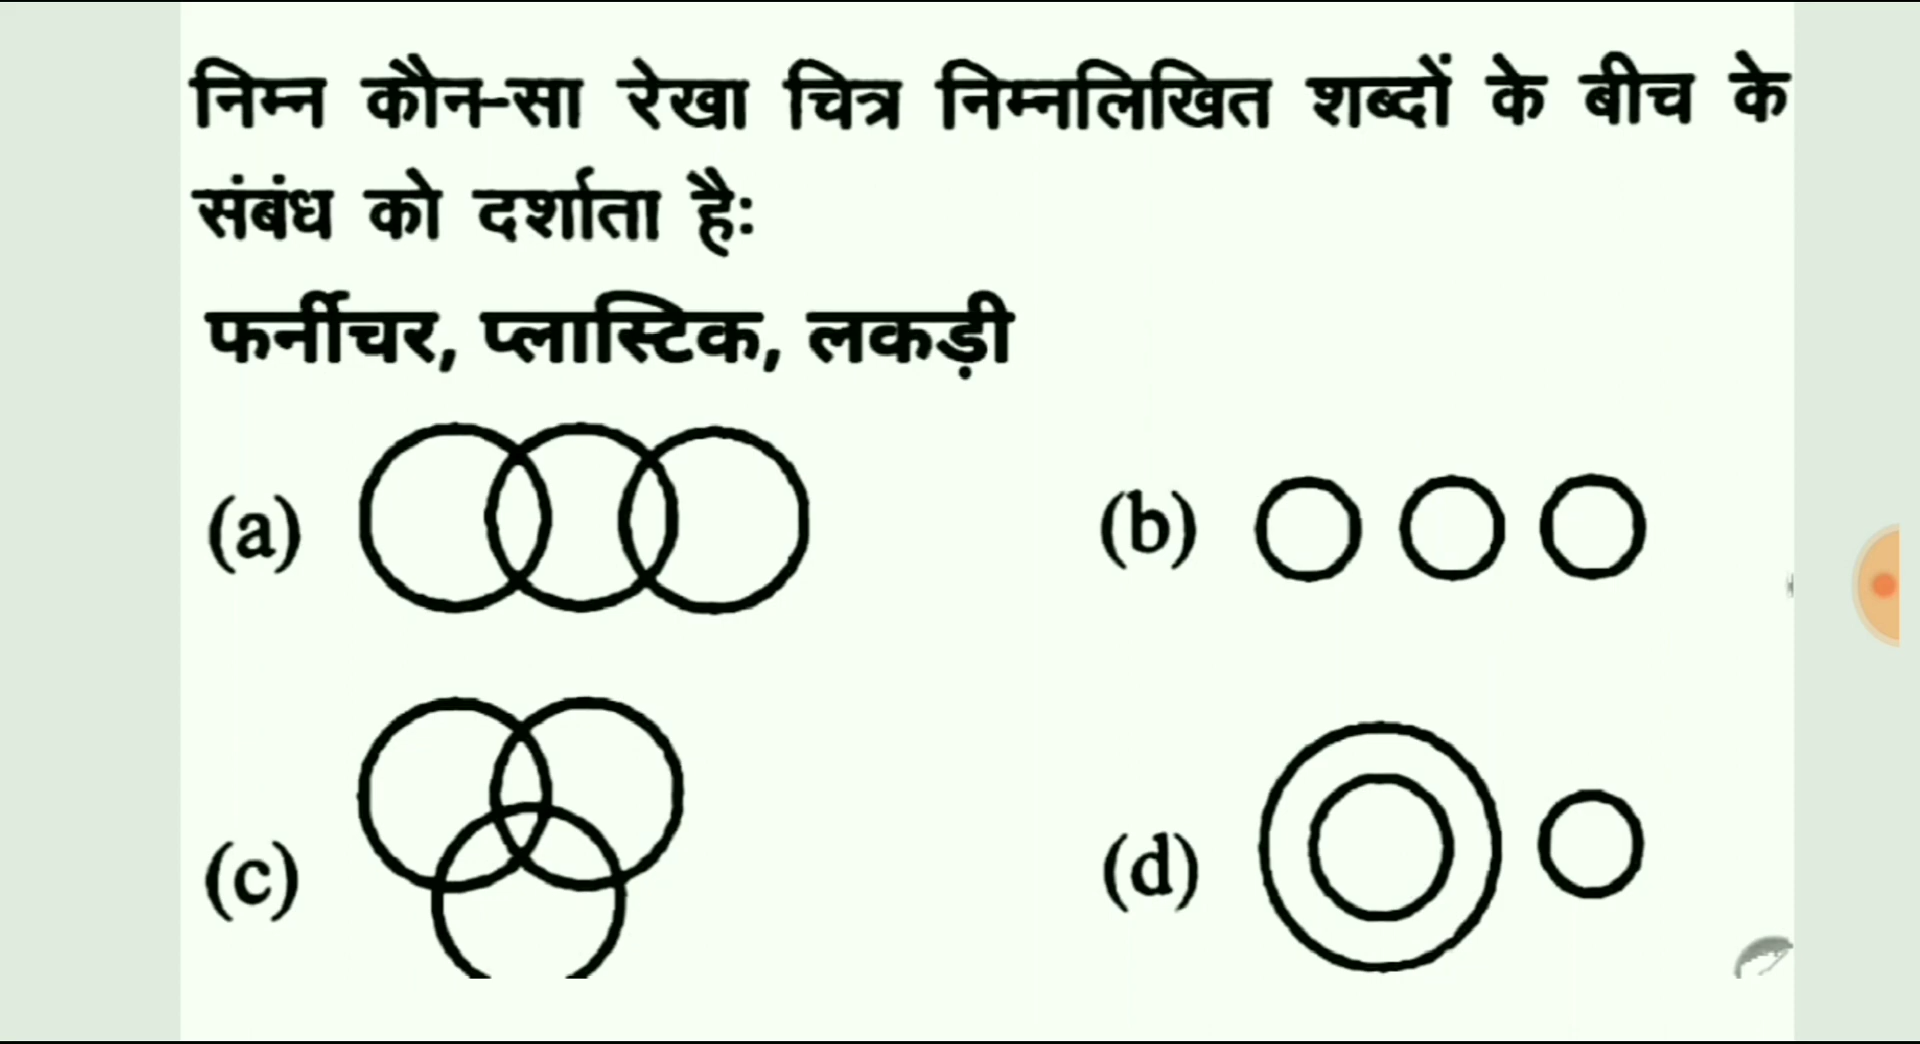 निम्न कौन-सा रेखा चित्र निम्नलिखित शब्दों के बीच के
संबंध को दर्शाता हैः
फर्नीचर, प्लास्टिक, लकड़ी
(a) (b)
(c) (d)